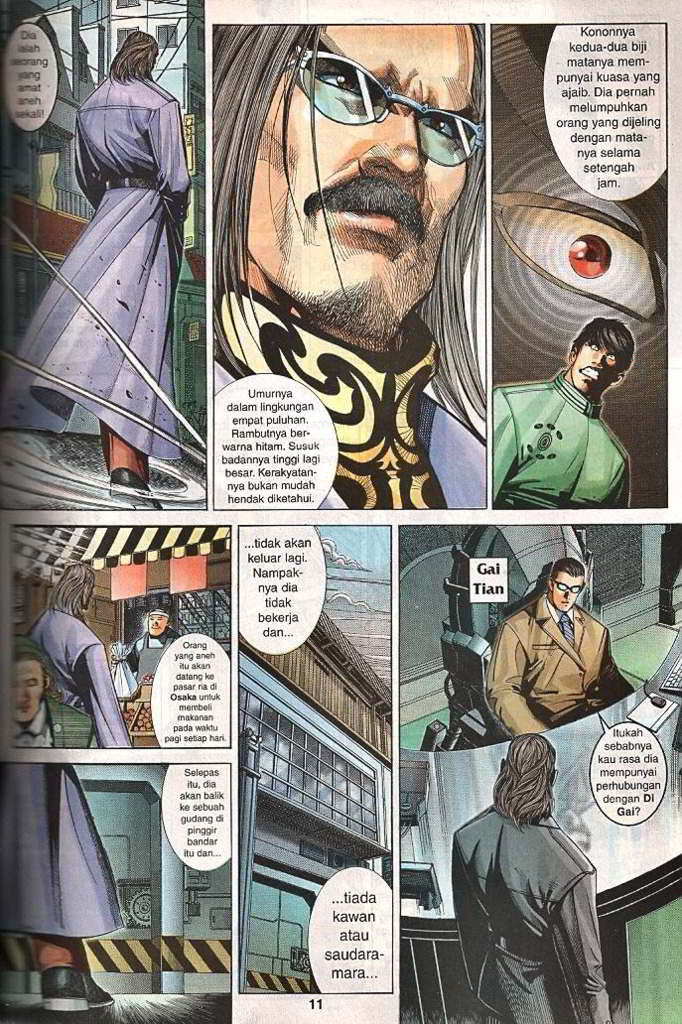 Dia
ialah
seorang
yang
amat
aneh
sekali!
Umurnya
dalam lingkungan
empat puluhan.
Rambutnya ber-
warna hitam. Susuk
badannya tinggi lagi
besar. Kerakyatan-
nya bukan mudah
hendak diketahui.
Kononnya
kedua-dua biji
matanya mem-
punyai kuasa yang
ajaib. Dia pernah
melumpuhkan
orang yang dijeling
dengan mata-
nya selama
setengah
jam.
Orang
yang aneh
itu akan
datang ke
pasar na di
Osaka untuk
membeli
makanan
pada waktu
pagi setiap hari.
Selepas
itu, dia
akan balik
ke sebuah
gudang di
pinggir
bandar
itu dan...
...tidak akan
keluar lagi.
Nampak-
nya dia
tidak
bekerja
dan...
...tiada
kawan
atau
saudara-
mara...
Gai
Tian
Itukah
sebabnya
kau rasa dia
mempunyai
perhubungan
dengan DI
Gai?
11